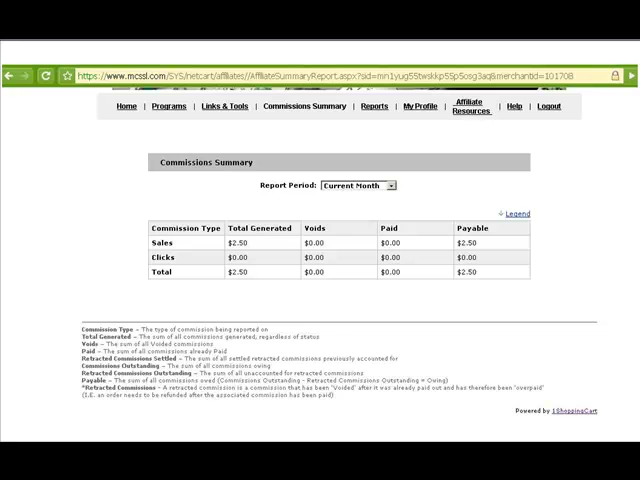 https://www.mcssl.com/SYS/netcart/affiliates//AffiliateSummaryReport.aspx?sid=mn1yug55twskkp55p5osg3aq&merchantid=101708
Home | Programs | Links & Tools | Commissions Summary | Reports | My Profile | Affiliate Resources | Help | Logout
Commissions Summary
Report Period: Current Month
Legend
Commission Type Total Generated Voids Paid Payable
Sales $2.50 $0.00 $0.00 $2.50
Clicks $0.00 $0.00 $0.00 $0.00
Total $2.50 $0.00 $0.00 $2.50
Commission Type - The type of commission being reported on
Total Generated - The sum of all commissions generated, regardless of status
Voids - The sum of all Voided commissions
Paid - The sum of all commissions already Paid
Retracted Commissions Settled - The sum of all settled retracted commissions previously accounted for
Commissions Outstanding - The sum of all commissions owing
Retracted Commissions Outstanding - The sum of all unaccounted for retracted commissions
Payable - The sum of all commissions owed (Commissions Outstanding - Retracted Commissions Outstanding = Owing)
*Retracted Commissions - A retracted commission is a commission that has been 'Voided' after it was already paid out and has therefore been 'overpaid'
(I.E. an order needs to be refunded after the associated commission has been paid)
Powered by 1ShoppingCart